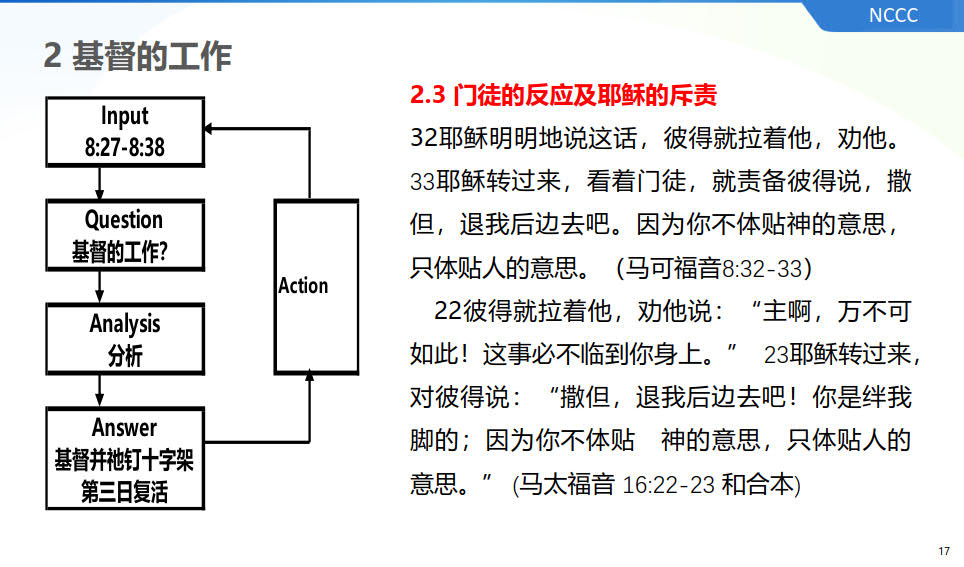 NCCC
2 基督的工作
Input
8:27-8:38
Question
基督的工作?
Analysis
分析
Answer
基督并祂钉十字架
第三日复活
Action
2.3 门徒的反应及耶稣的斥责
32耶稣明明地说这话，彼得就拉着他，劝他。
33耶稣转过来，看着门徒，就责备彼得说，撒
但，退我后边去吧。因为你不体贴神的意思，
只体贴人的意思。（马可福音8:32-33）
22彼得就拉着他，劝他说：“主啊，万不可
如此！这事必不临到你身上。” 23耶稣转过来，
对彼得说：“撒但，退我后边去吧！你是绊我
脚的；因为你不体贴　神的意思，只体贴人的
意思。” (马太福音 16:22-23 和合本)
17